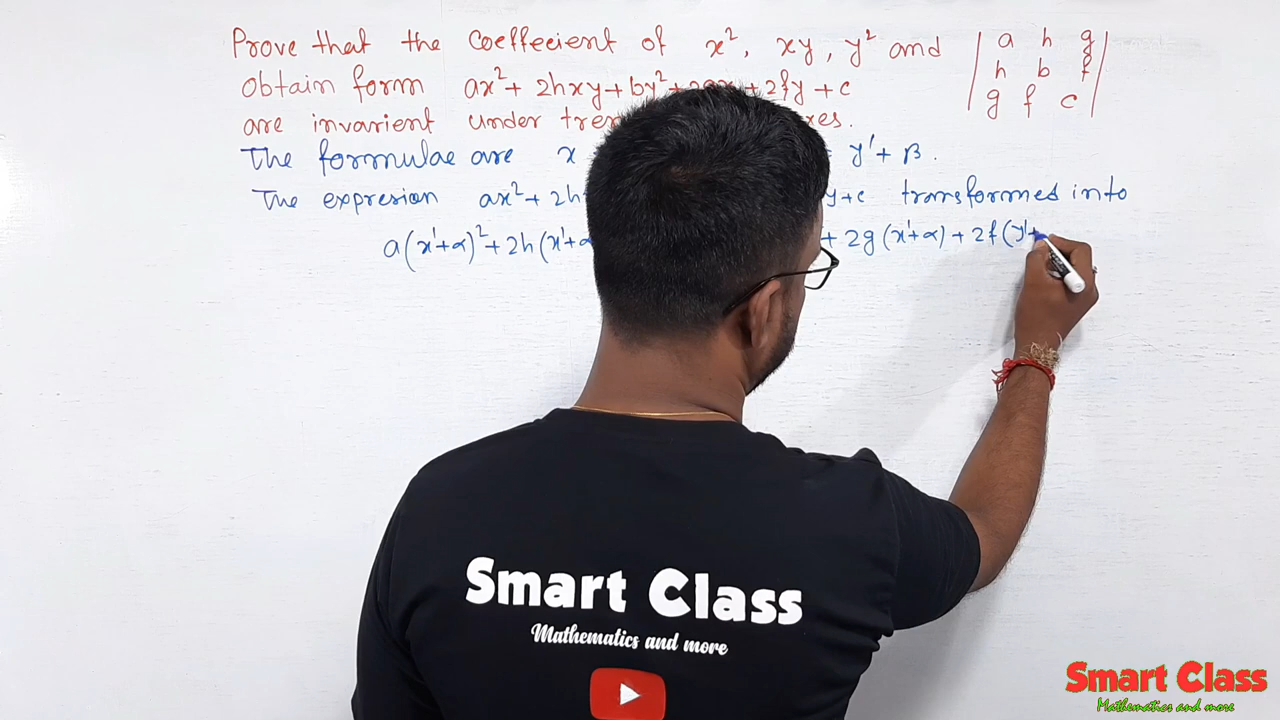 Prove that the Coeffecient of x², xy, y² and | a h g
h b f
g f c |
obtain form ax² + 2hxy + by² + 2gx + 2fy + c
are invarient under xes.
The formulae are x y' + β.
The expresion ax² + 2h y + c transformed into
a(x'+α)² + 2h(x'+α + 2g(x'+α) + 2f(y'+
Smart Class
Mathematics and more
Smart Class
Mathematics and more